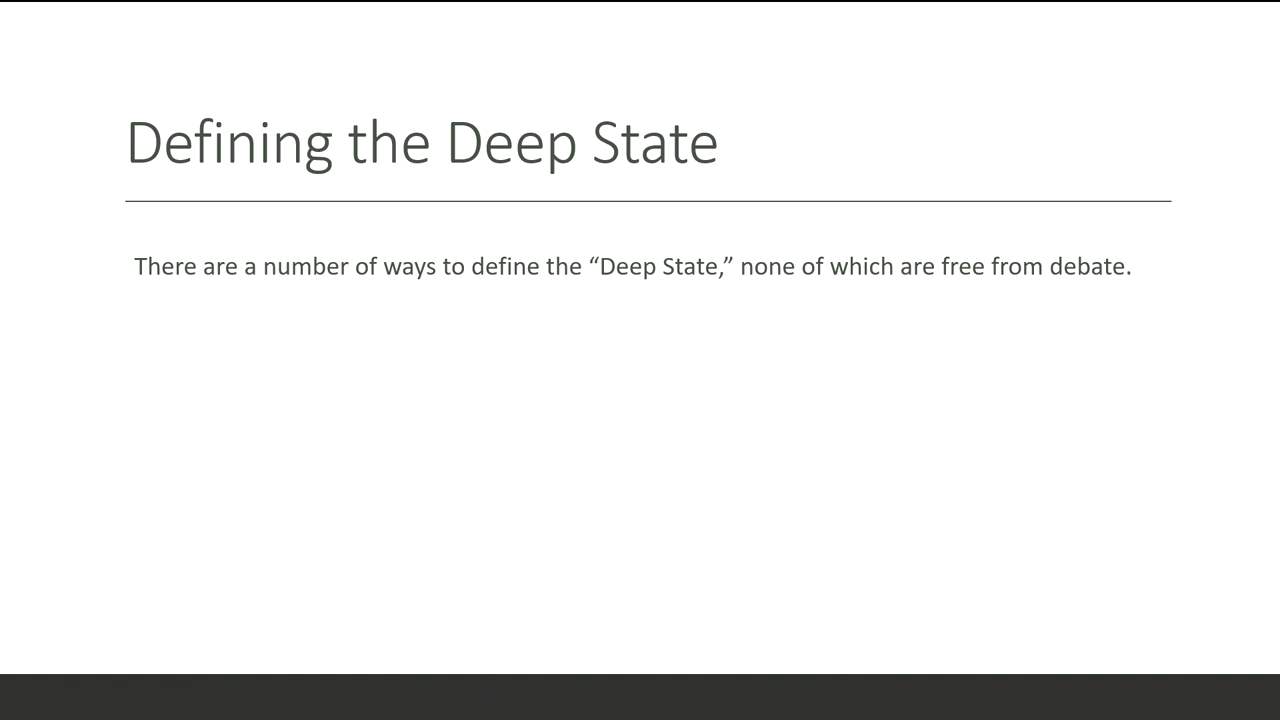 Defining the Deep State
There are a number of ways to define the “Deep State,” none of which are free from debate.